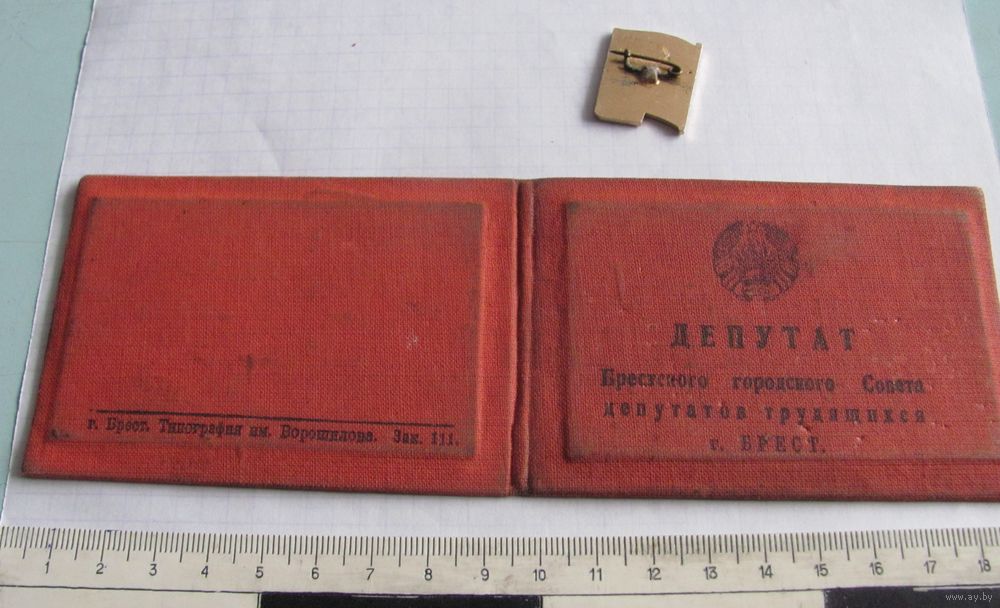 г. Брест. Типография им. Ворошилова. Зак. 111.
ДЕПУТАТ
Брестского городского Совета
депутатов трудящихся
г. БРЕСТ.
1 2 3 4 5 6 7 8 9 10 11 12 13 14 15 16 17 18
www.ay.by